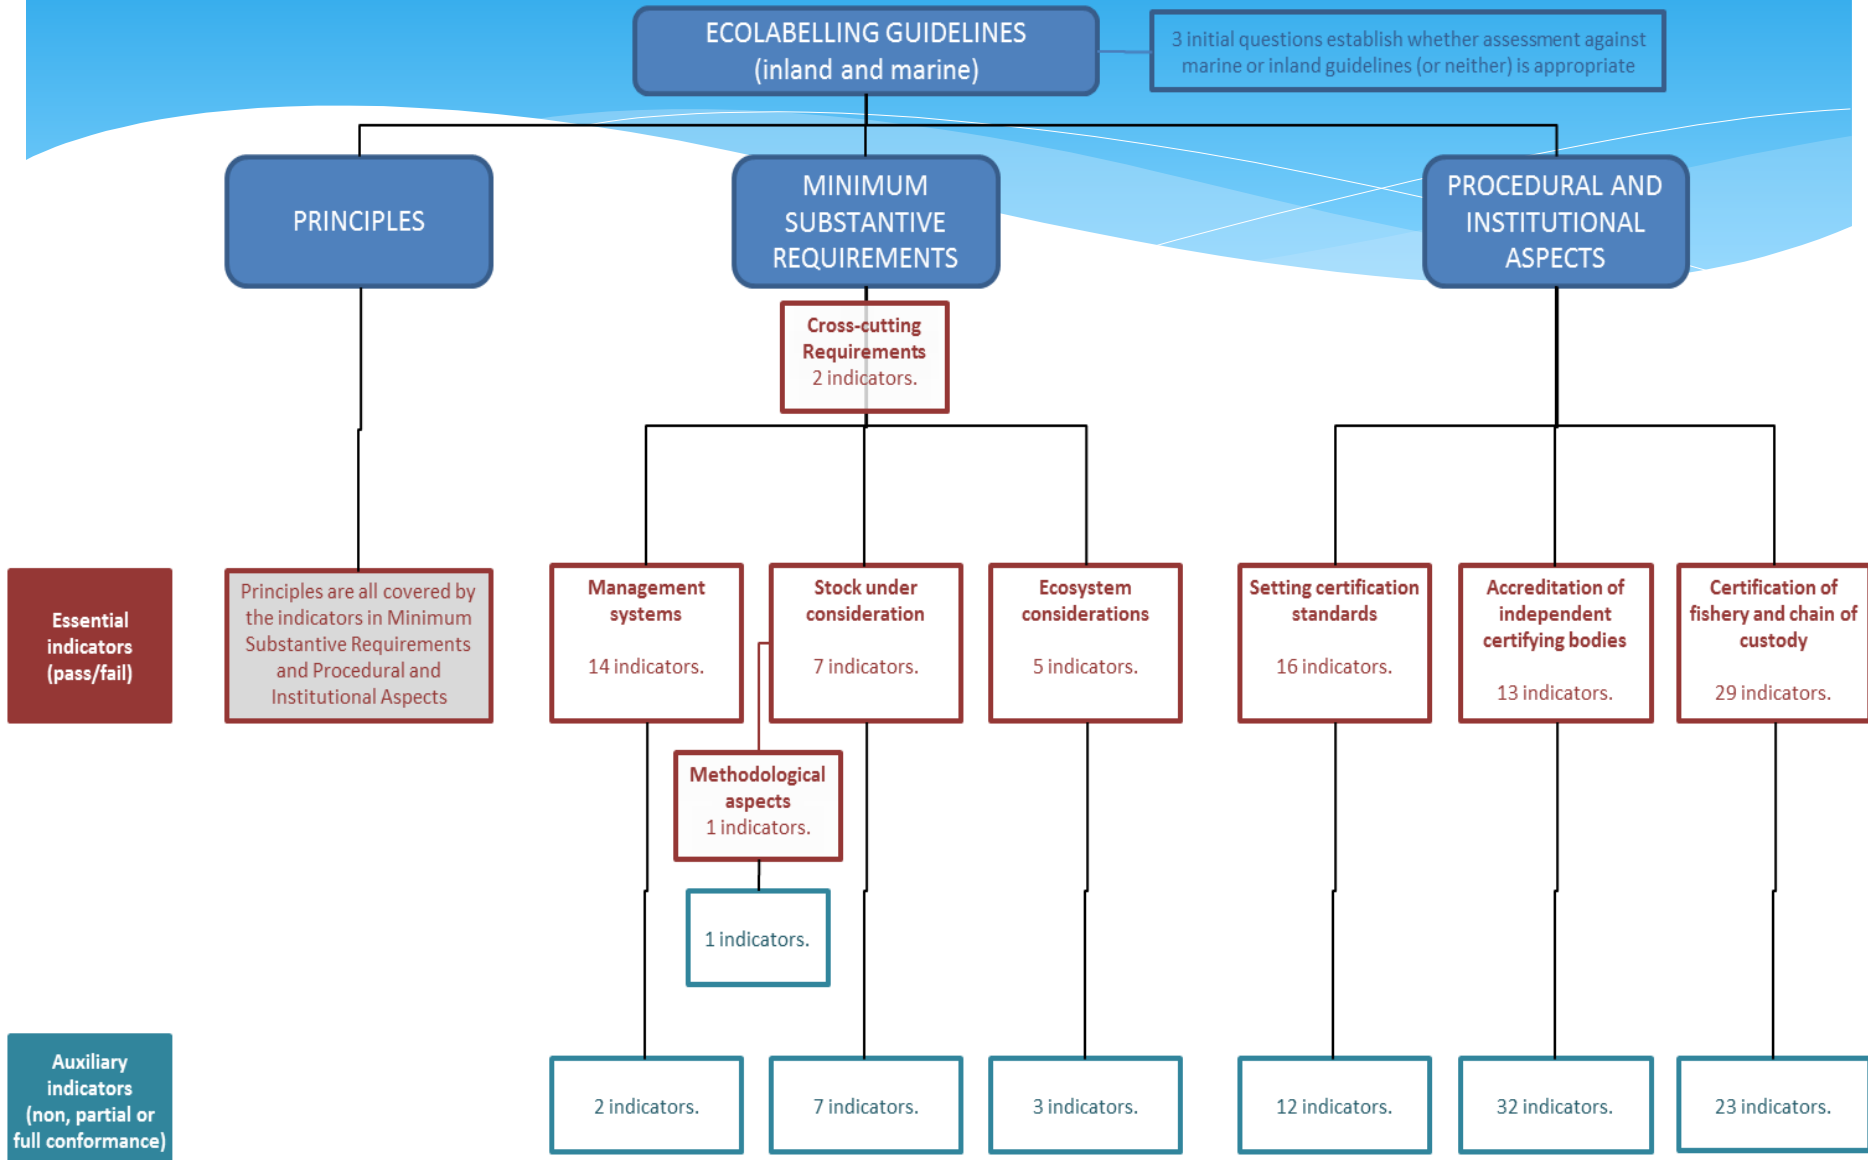 ECOLABELLING GUIDELINES
(inland and marine)
3 initial questions establish whether assessment against
marine or inland guidelines (or neither) is appropriate
PRINCIPLES
MINIMUM
SUBSTANTIVE
REQUIREMENTS
PROCEDURAL AND
INSTITUTIONAL
ASPECTS
Cross-cutting
Requirements
2 indicators.
Essential
indicators
(pass/fail)
Principles are all covered by
the indicators in Minimum
Substantive Requirements
and Procedural and
Institutional Aspects
Management
systems
14 indicators.
Stock under
consideration
7 indicators.
Ecosystem
considerations
5 indicators.
Setting certification
standards
16 indicators.
Accreditation of
independent
certifying bodies
13 indicators.
Certification of
fishery and chain of
custody
29 indicators.
Methodological
aspects
1 indicators.
1 indicators.
Auxiliary
indicators
(non, partial or
full conformance)
2 indicators.
7 indicators.
3 indicators.
12 indicators.
32 indicators.
23 indicators.